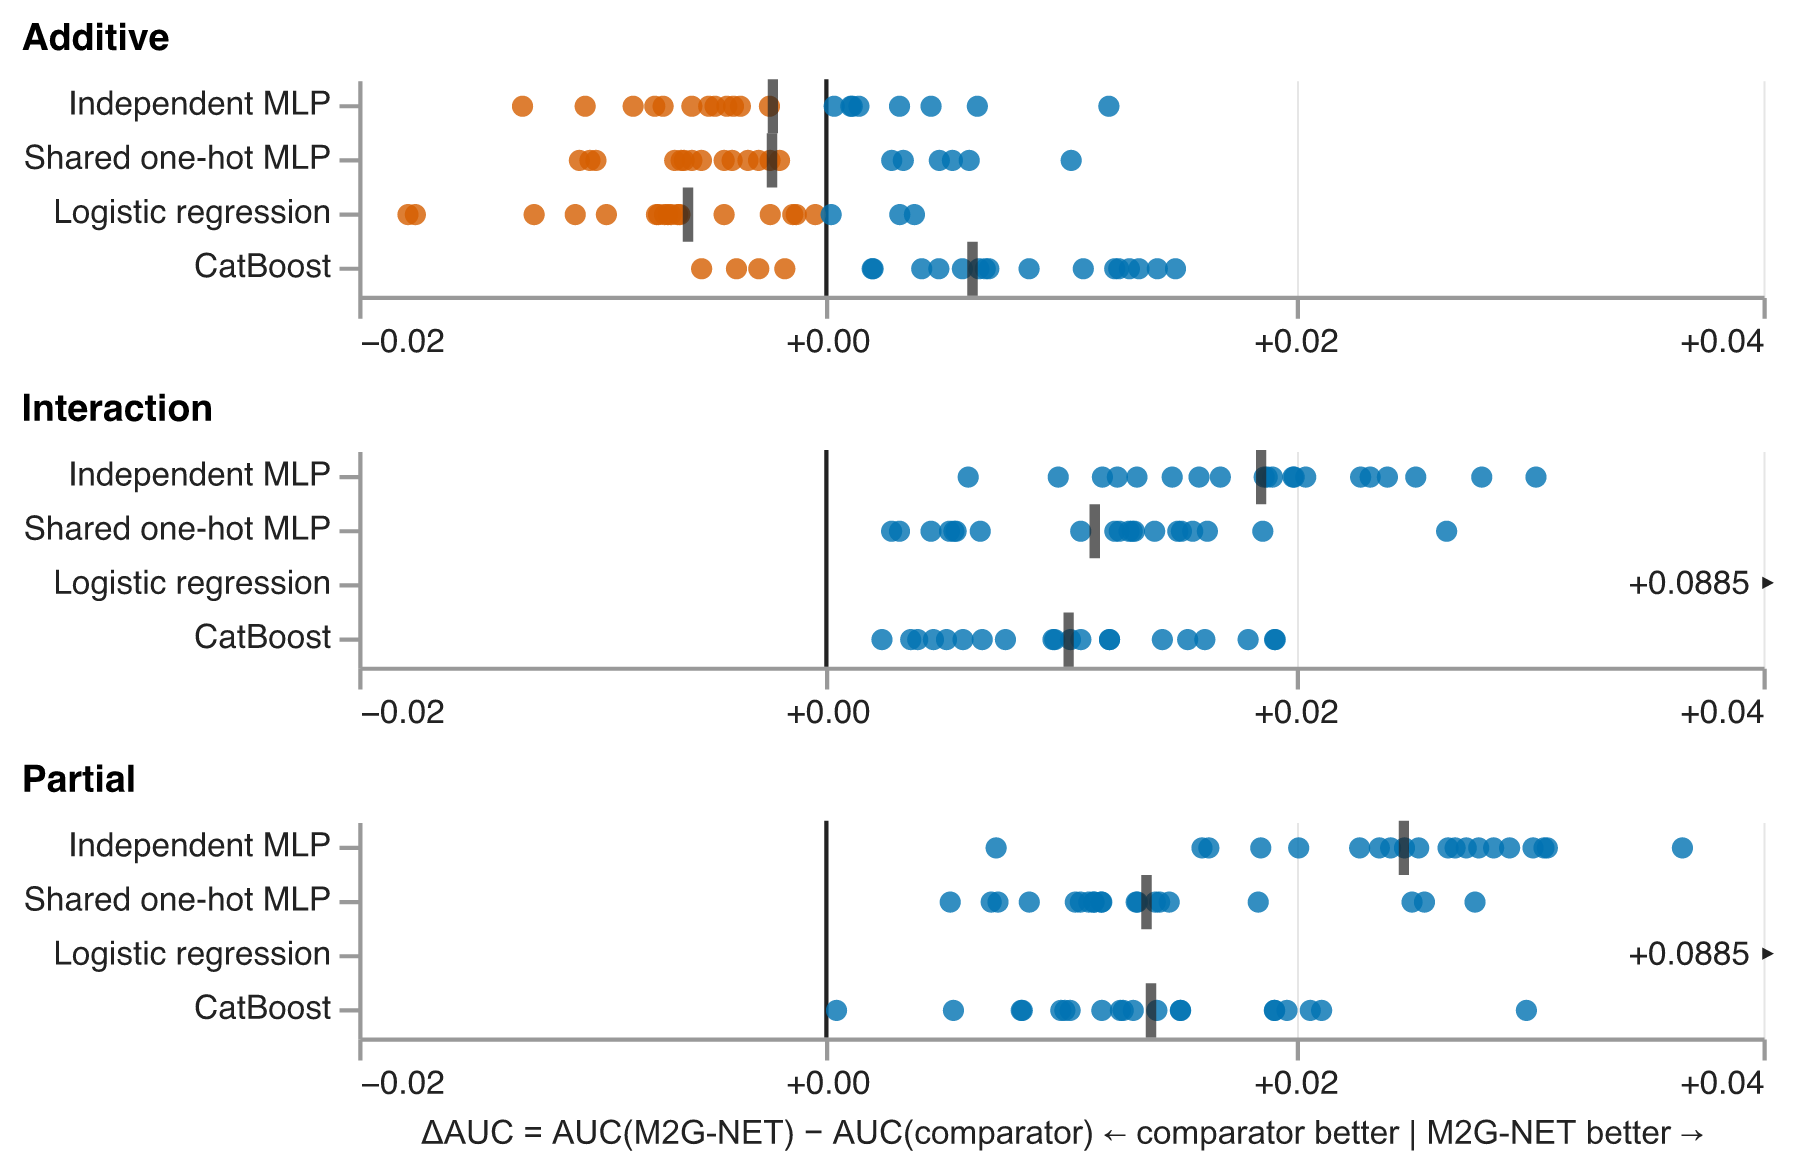 Additive
Independent MLP
Shared one-hot MLP
Logistic regression
CatBoost
−0.02 +0.00 +0.02 +0.04
Interaction
Independent MLP
Shared one-hot MLP
Logistic regression +0.0885 ►
CatBoost
−0.02 +0.00 +0.02 +0.04
Partial
Independent MLP
Shared one-hot MLP
Logistic regression +0.0885 ►
CatBoost
−0.02 +0.00 +0.02 +0.04
ΔAUC = AUC(M2G-NET) − AUC(comparator) ← comparator better | M2G-NET better →